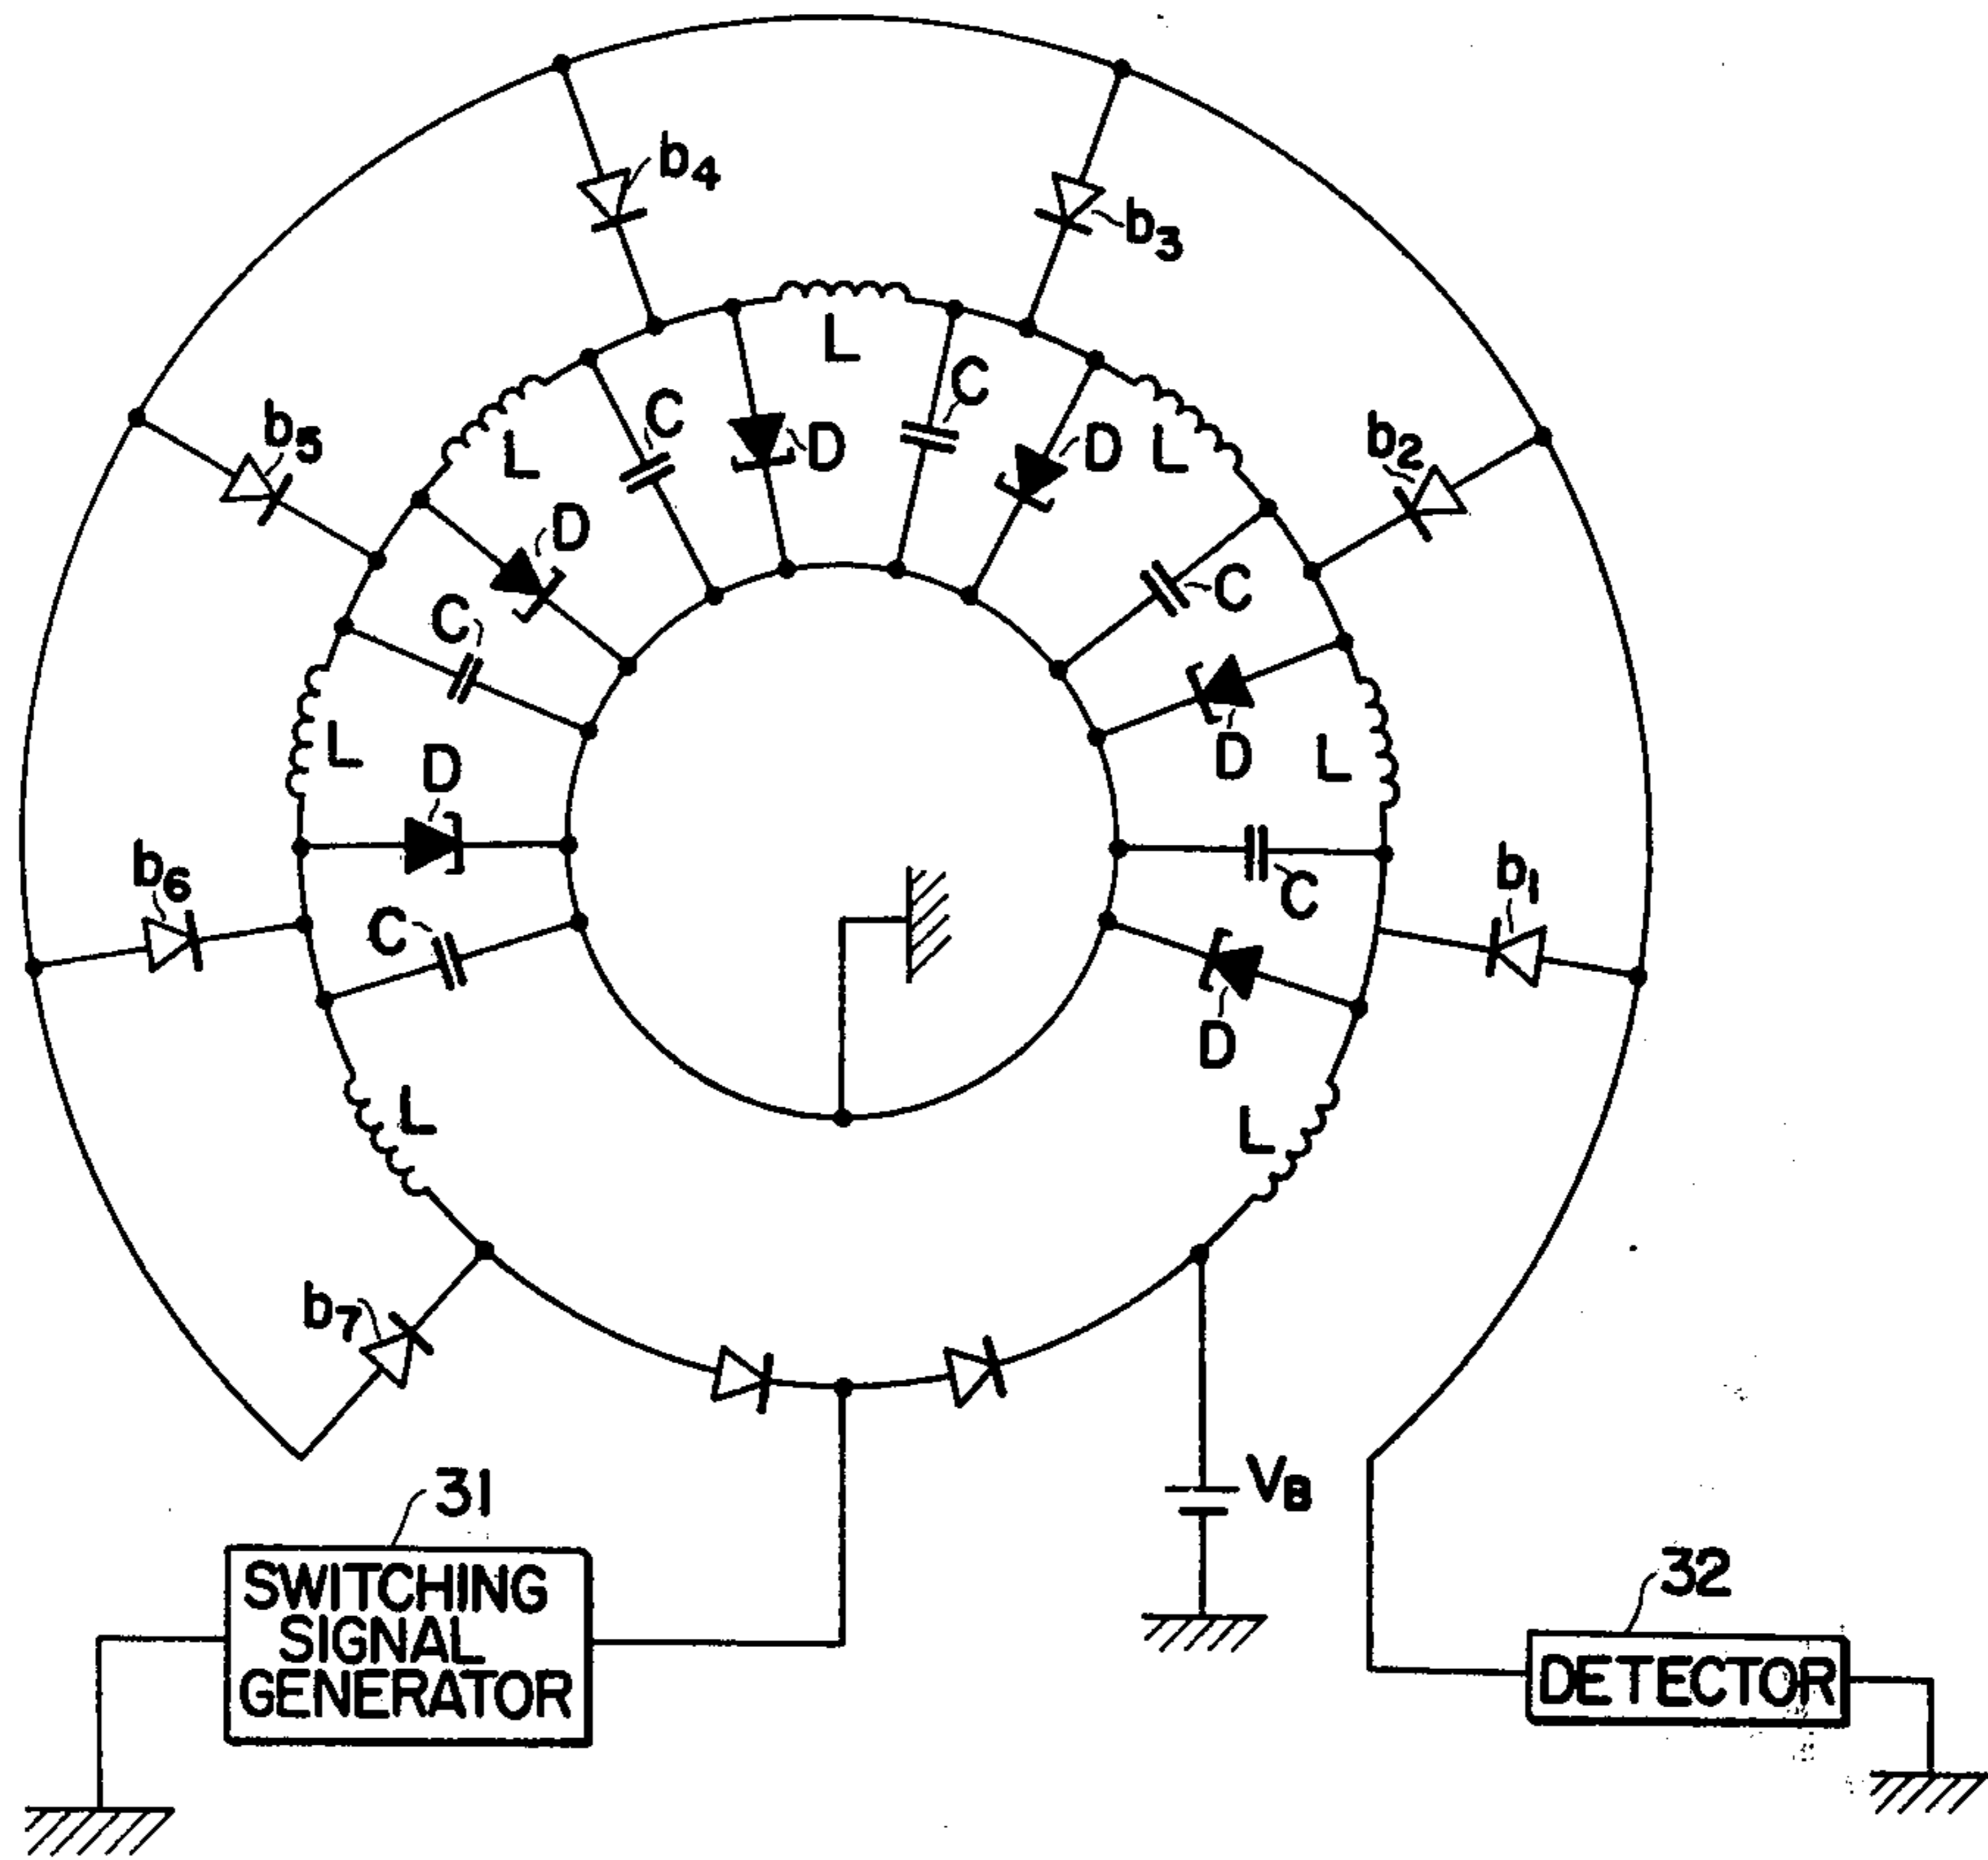 b4
b3
L
C
C
b5
L
D
D
L
b2
D
C
C
L
D
D
L
b6
C
C
b1
D
L
L
b7
VB
31
SWITCHING
SIGNAL
GENERATOR
32
DETECTOR